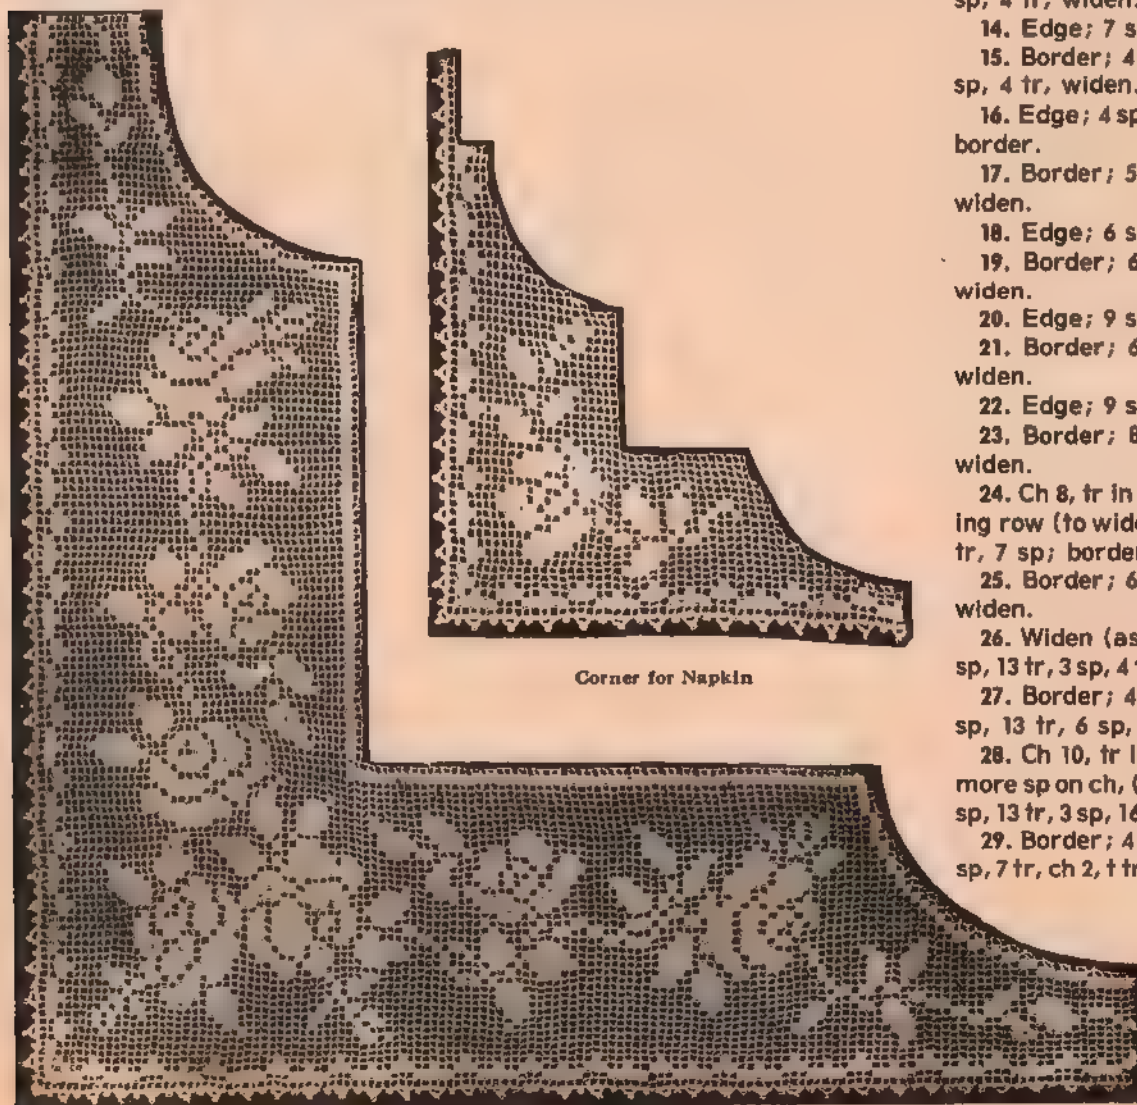 sp, 4 tr, widen.
14. Edge; 7 s
15. Border; 4
sp, 4 tr, widen.
16. Edge; 4 sp
border.
17. Border; 5
widen.
18. Edge; 6 s
19. Border; 6
widen.
20. Edge; 9 s
21. Border; 6
widen.
22. Edge; 9 s
23. Border; 8
widen.
24. Ch 8, tr in
ing row (to wide
tr, 7 sp; border
25. Border; 6
widen.
26. Widen (as
sp, 13 tr, 3 sp, 4 t
27. Border; 4
sp, 13 tr, 6 sp,
28. Ch 10, tr
more sp on ch, (
sp, 13 tr, 3 sp, 16
29. Border; 4
sp, 7 tr, ch 2, t tr
Corner for Napkin